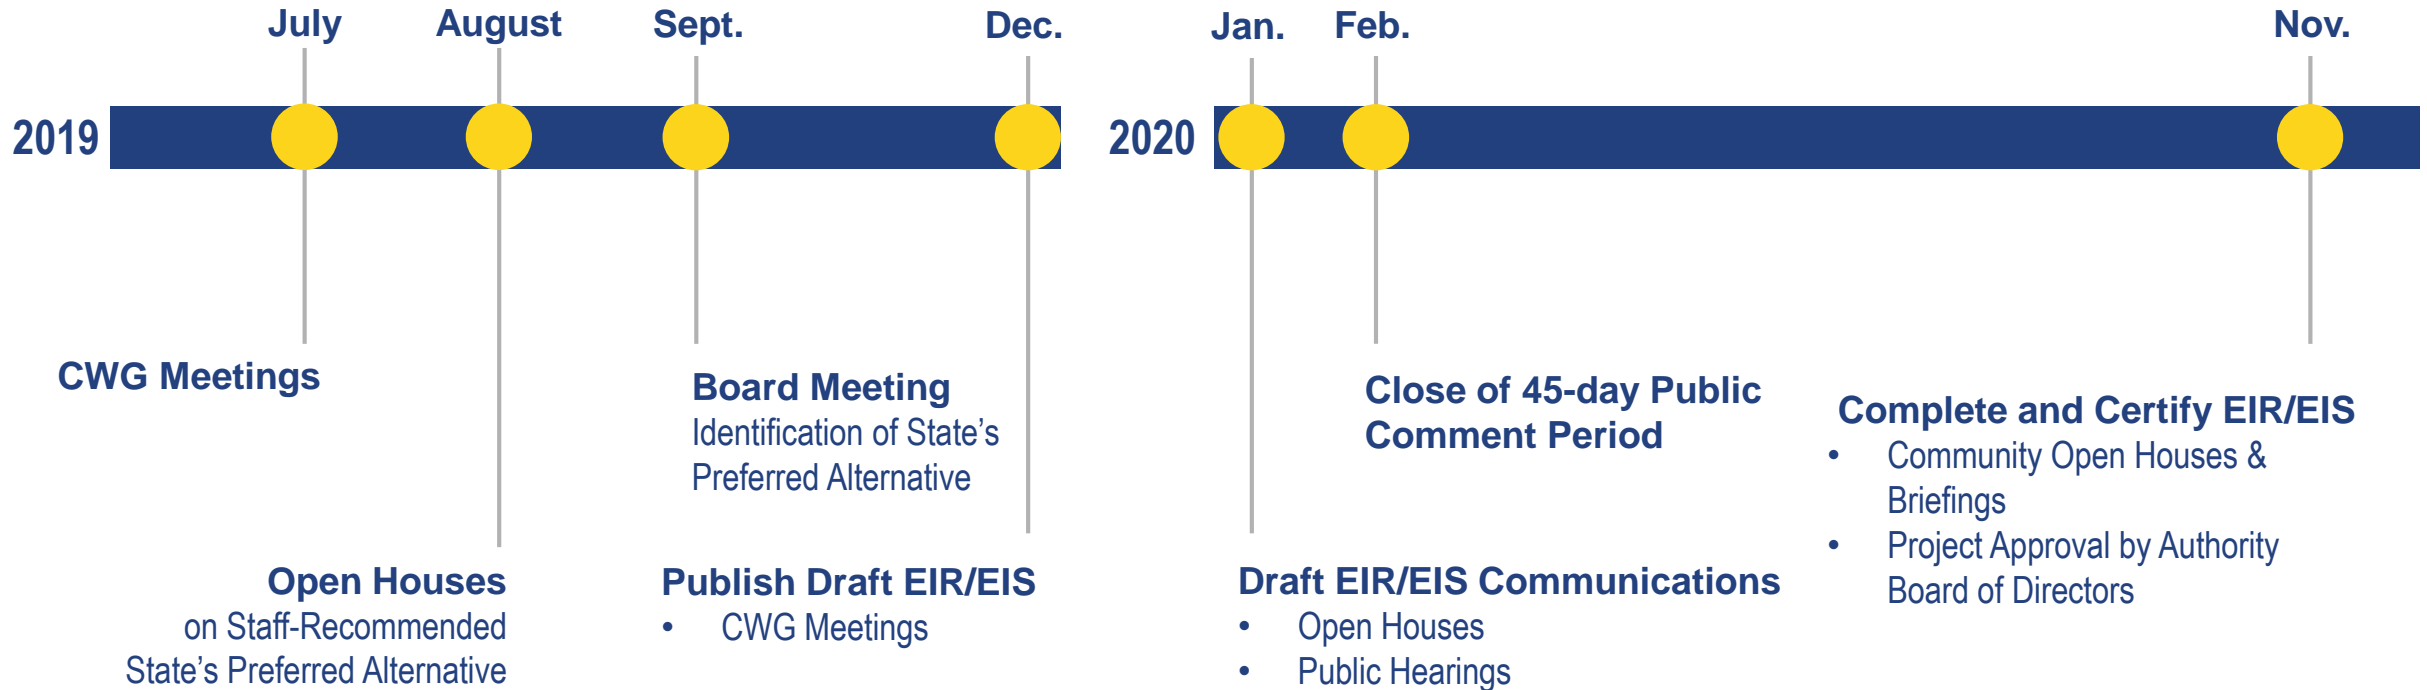 July
August
Sept.
Dec.
Jan.
Feb.
Nov.
2019
2020
CWG Meetings
Open Houses
on Staff-Recommended
State's Preferred Alternative
Board Meeting
Identification of State's
Preferred Alternative
Publish Draft EIR/EIS
• CWG Meetings
Draft EIR/EIS Communications
• Open Houses
• Public Hearings
Close of 45-day Public
Comment Period
Complete and Certify EIR/EIS
• Community Open Houses &
Briefings
• Project Approval by Authority
Board of Directors